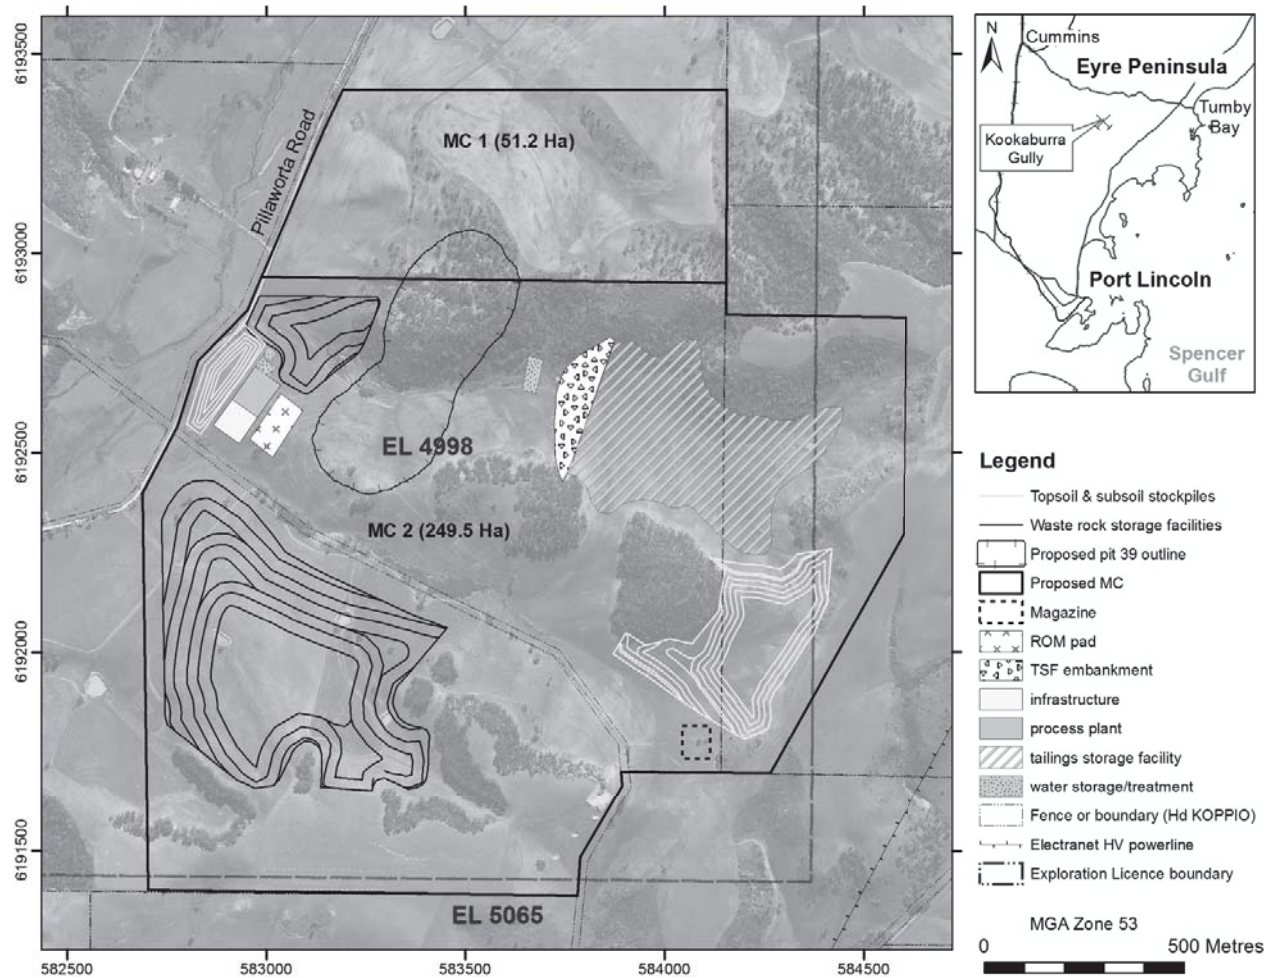 6193500
6193000
6192500
6192000
6191500
582500
583000
583500
584000
584500
Pillaworta Road
MC 1 (51.2 Ha)
EL 4998
MC 2 (249.5 Ha)
EL 5065
N
Cummins
Eyre Peninsula
Tumby
Bay
Kookaburra
Gully
Port Lincoln
Spencer
Gulf
Legend
Topsoil & subsoil stockpiles
Waste rock storage facilities
Proposed pit 39 outline
Proposed MC
Magazine
ROM pad
TSF embankment
infrastructure
process plant
tailings storage facility
water storage/treatment
Fence or boundary (Hd KOPPIO)
Electranet HV powerline
Exploration Licence boundary
MGA Zone 53
0 500 Metres